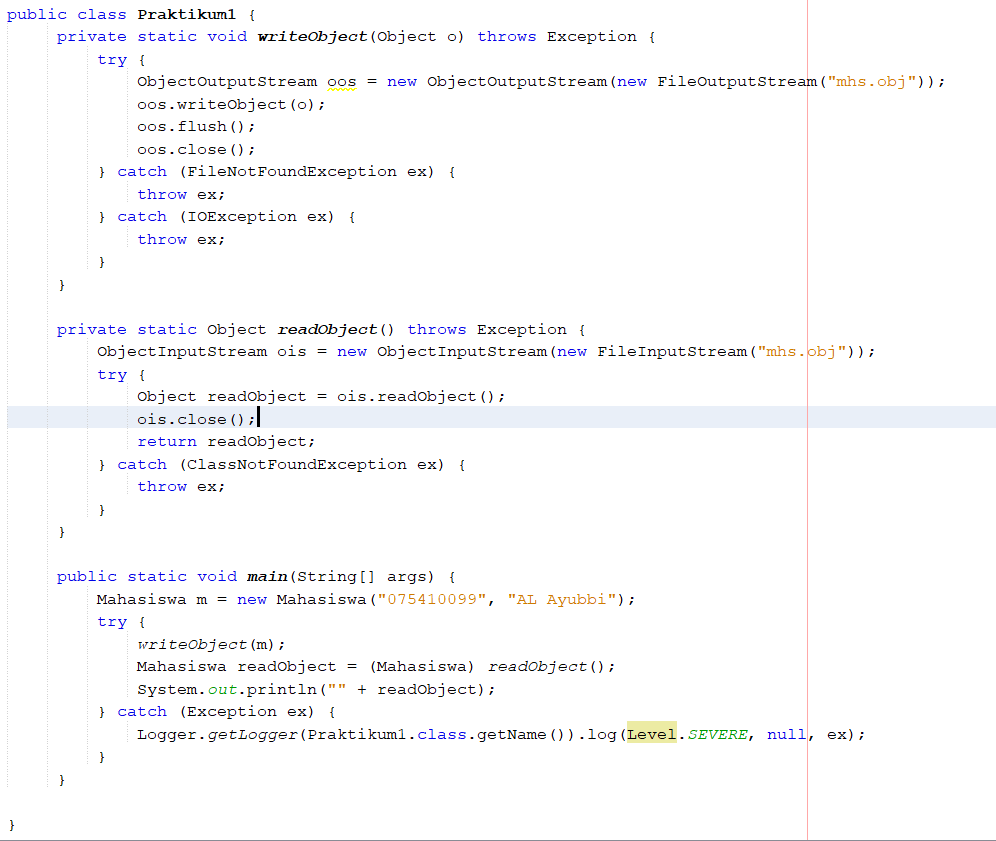 public class Praktikum1 {
    private static void writeObject(Object o) throws Exception {
        try {
            ObjectOutputStream oos = new ObjectOutputStream(new FileOutputStream("mhs.obj"));
            oos.writeObject(o);
            oos.flush();
            oos.close();
        } catch (FileNotFoundException ex) {
            throw ex;
        } catch (IOException ex) {
            throw ex;
        }
    }

    private static Object readObject() throws Exception {
        ObjectInputStream ois = new ObjectInputStream(new FileInputStream("mhs.obj"));
        try {
            Object readObject = ois.readObject();
            ois.close();
            return readObject;
        } catch (ClassNotFoundException ex) {
            throw ex;
        }
    }

    public static void main(String[] args) {
        Mahasiswa m = new Mahasiswa("075410099", "AL Ayubbi");
        try {
            writeObject(m);
            Mahasiswa readObject = (Mahasiswa) readObject();
            System.out.println("" + readObject);
        } catch (Exception ex) {
            Logger.getLogger(Praktikum1.class.getName()).log(Level.SEVERE, null, ex);
        }
    }

}